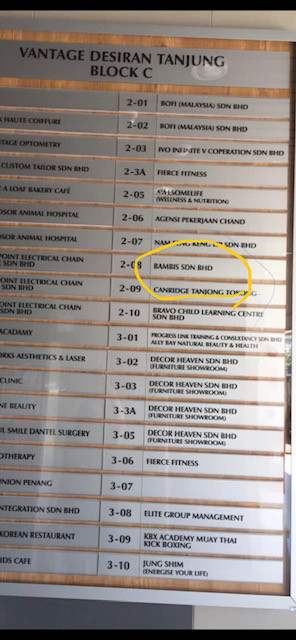 VANTAGE DESIRAN TANJUNG
BLOCK C
2-01 BOFI (MALAYSIA) SDN BHD
HAUTE COIFFURE 2-02 BOFI (MALAYSIA) SDN BHD
OPTOMETRY 2-03 IVO INFINITE V COPERATION SDN BHD
CUSTOM TAILOR SDN BHD 2-3A FIERCE FITNESS
A LOAF BAKERY CAFÉ 2-05 AWESOMELIFE
(WELLNESS & NUTRITION)
ANIMAL HOSPITAL 2-06 AGENSI PEKERJAAN CHAND
ANIMAL HOSPITAL 2-07 KENG SDN BHD
POINT ELECTRICAL CHAIN
SDN BHD
2-08 BAMBIS SDN BHD
POINT ELECTRICAL CHAIN
SDN BHD
2-09 CANRIDGE TANJONG
POINT ELECTRICAL CHAIN
SDN BHD
2-10 BRAVO CHILD LEARNING CENTRE
SDN BHD
ACADAMY 3-01 PROGRESS LINK TRAINING & CONSULTANCY SDN BHD
ALLY BAY NATURAL BEAUTY & HEALTH
AESTHETICS & LASER 3-02 DECOR HEAVEN SDN BHD
(FURNITURE SHOWROOM)
CLINIC 3-03 DECOR HEAVEN SDN BHD
(FURNITURE SHOWROOM)
BEAUTY 3-3A DECOR HEAVEN SDN BHD
(FURNITURE SHOWROOM)
SMILE DANTEL SURGERY 3-05 DECOR HEAVEN SDN BHD
(FURNITURE SHOWROOM)
3-06 FIERCE FITNESS
UNION PENANG 3-07
INTEGRATION SDN BHD 3-08 ELITE GROUP MANAGEMENT
KOREAN RESTAURANT 3-09 KBX ACADEMY MUAY THAI
KICK BOXING
CAFE 3-10 JUNG SHIM
(ENERGISE YOUR LIFE)